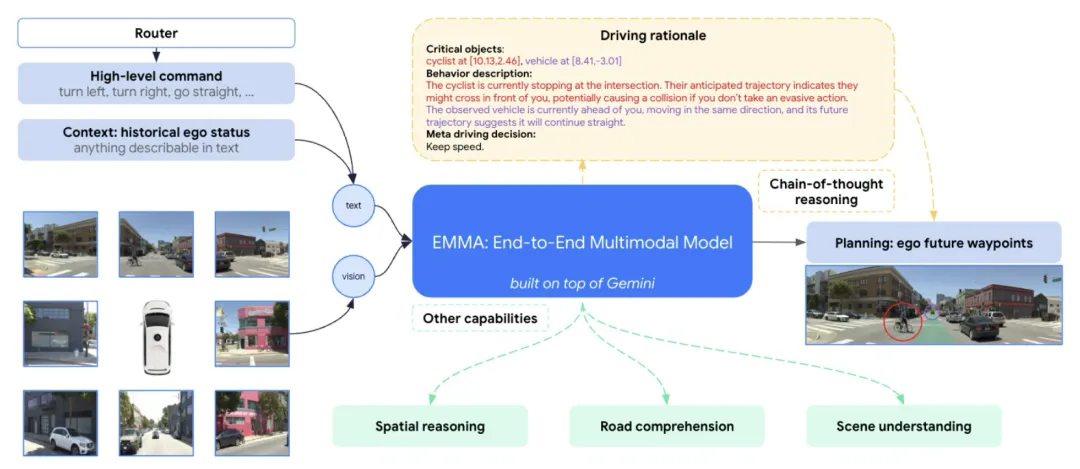 Router
High-level command
turn left, turn right, go straight, ...
Context: historical ego status
anything describable in text
text
vision
Driving rationale
Critical objects:
cyclist at [10.13,2.46], vehicle at [8.41,-3.01]
Behavior description:
The cyclist is currently stopping at the intersection. Their anticipated trajectory indicates they
might cross in front of you, potentially causing a collision if you don't take an evasive action.
The observed vehicle is currently ahead of you, moving in the same direction, and its future
trajectory suggests it will continue straight.
Meta driving decision:
Keep speed.
EMMA: End-to-End Multimodal Model
built on top of Gemini
Chain-of-thought
reasoning
Planning: ego future waypoints
Other capabilities
Spatial reasoning
Road comprehension
Scene understanding